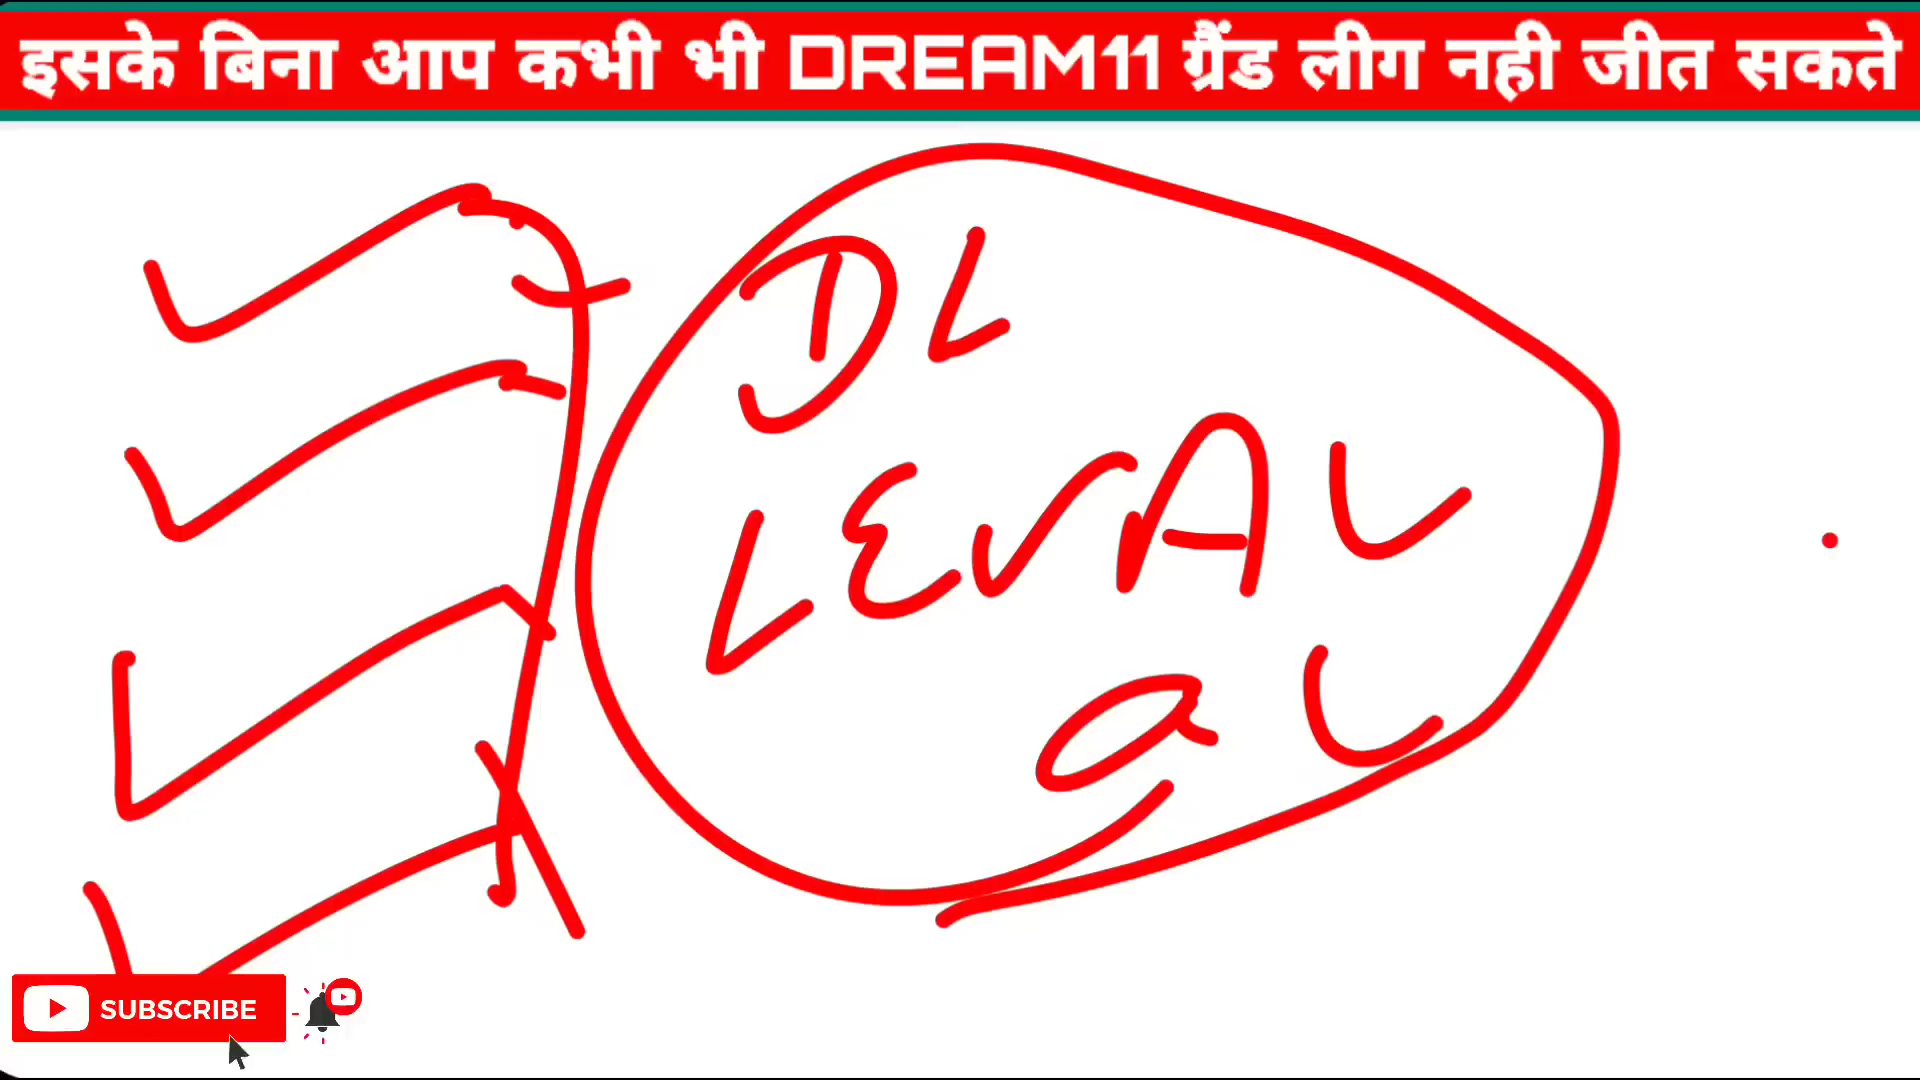 इसके बिना आप कभी भी DREAM11 ग्रैंड लीग नही जीत सकते
DL
LEVAL
a L
SUBSCRIBE